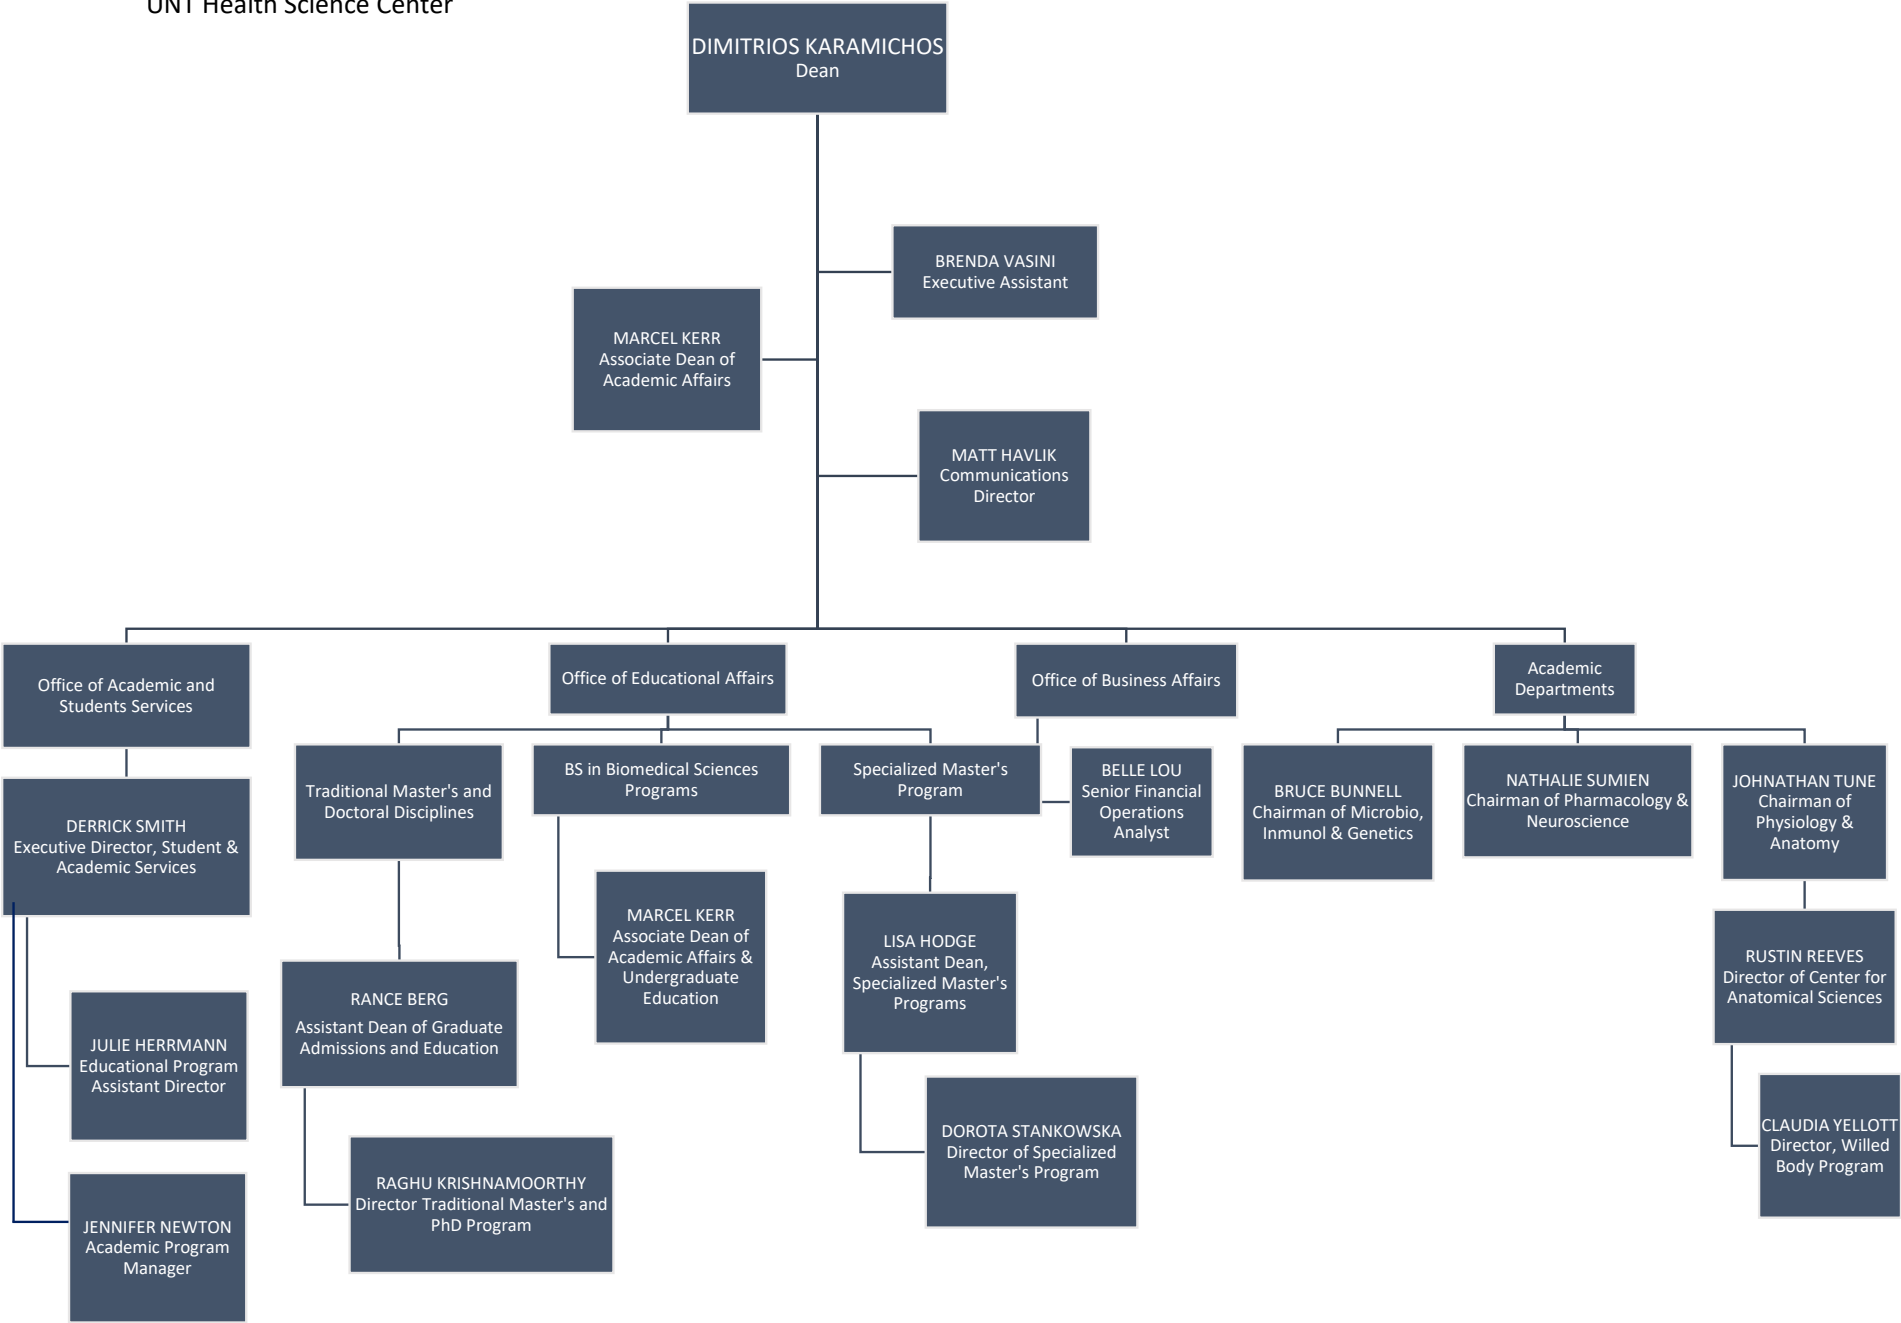 UNT Health Science Center
DIMITRIOS KARAMICHOS
Dean
BRENDA VASINI
Executive Assistant
MARCEL KERR
Associate Dean of
Academic Affairs
MATT HAVLIK
Communications
Director
Office of Academic and
Students Services
Office of Educational Affairs
Office of Business Affairs
Academic
Departments
DERRICK SMITH
Executive Director, Student &
Academic Services
JULIE HERRMANN
Educational Program
Assistant Director
JENNIFER NEWTON
Academic Program
Manager
Traditional Master's and
Doctoral Disciplines
RANCE BERG
Assistant Dean of Graduate
Admissions and Education
RAGHU KRISHNAMOORTHY
Director Traditional Master's and
PhD Program
BS in Biomedical Sciences
Programs
MARCEL KERR
Associate Dean of
Academic Affairs &
Undergraduate
Education
Specialized Master's
Program
LISA HODGE
Assistant Dean,
Specialized Master's
Programs
DOROTA STANKOWSKA
Director of Specialized
Master's Program
BELLE LOU
Senior Financial
Operations
Analyst
BRUCE BUNNELL
Chairman of Microbio,
Inmunol & Genetics
NATHALIE SUMIEN
Chairman of Pharmacology &
Neuroscience
JOHNATHAN TUNE
Chairman of
Physiology &
Anatomy
RUSTIN REEVES
Director of Center for
Anatomical Sciences
CLAUDIA YELLOTT
Director, Willed
Body Program